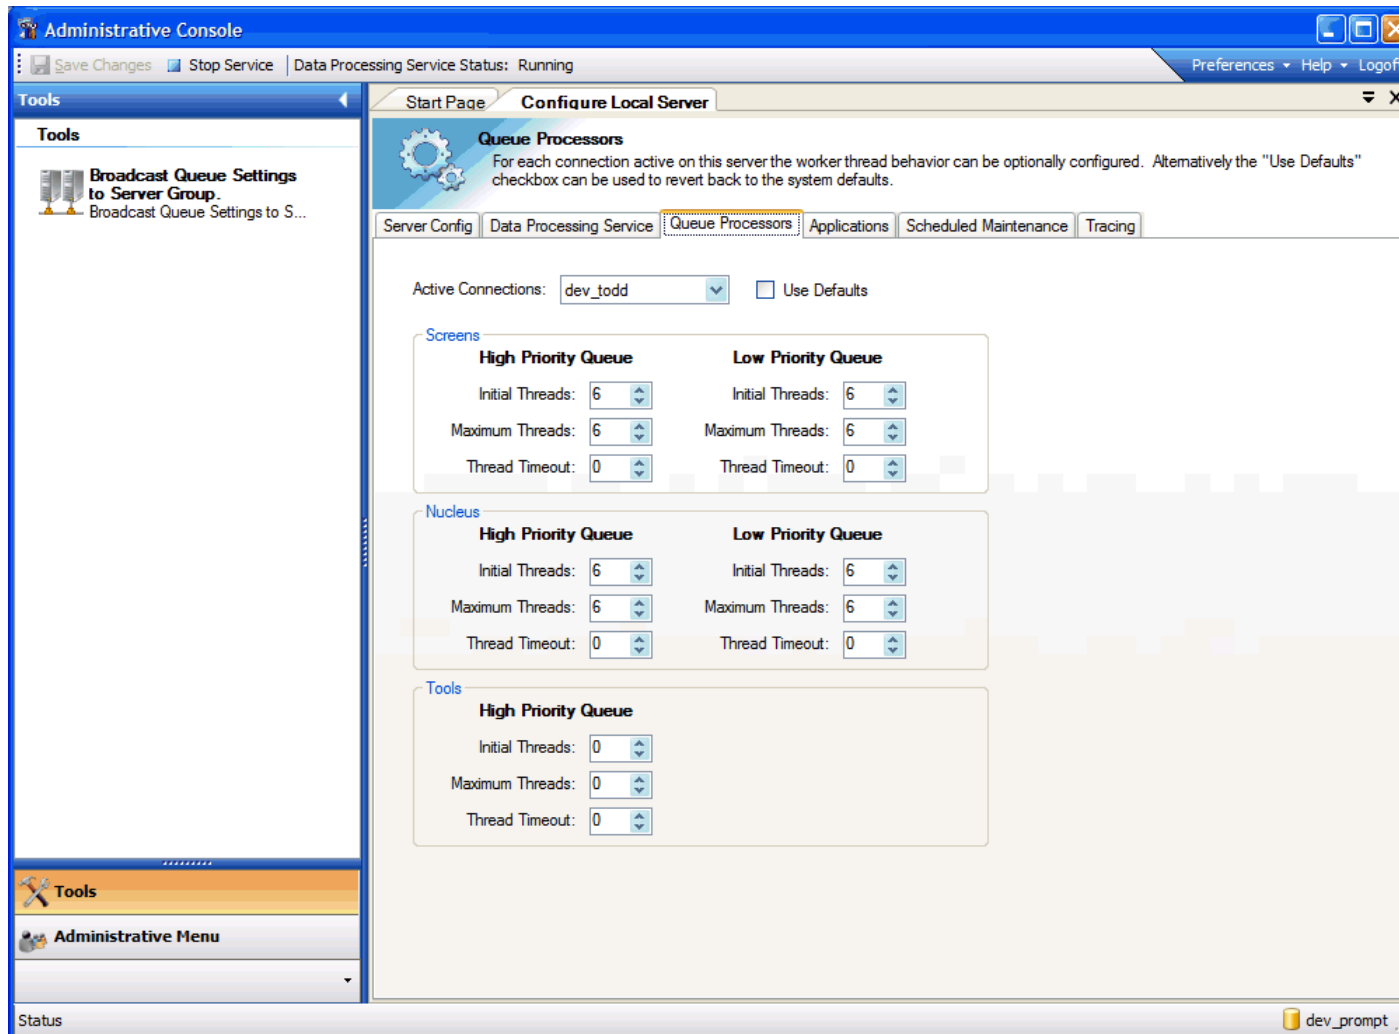 Administrative Console
Save Changes Stop Service Data Processing Service Status: Running Preferences Help Logoff
Tools
Start Page Configure Local Server
Tools
Queue Processors
For each connection active on this server the worker thread behavior can be optionally configured. Alternatively the "Use Defaults"
checkbox can be used to revert back to the system defaults.
Broadcast Queue Settings
to Server Group.
Broadcast Queue Settings to S...
Server Config Data Processing Service Queue Processors Applications Scheduled Maintenance Tracing
Active Connections: dev_todd Use Defaults
Screens
High Priority Queue Low Priority Queue
Initial Threads: 6 Initial Threads: 6
Maximum Threads: 6 Maximum Threads: 6
Thread Timeout: 0 Thread Timeout: 0
Nucleus
High Priority Queue Low Priority Queue
Initial Threads: 6 Initial Threads: 6
Maximum Threads: 6 Maximum Threads: 6
Thread Timeout: 0 Thread Timeout: 0
Tools
High Priority Queue
Initial Threads: 0
Maximum Threads: 0
Thread Timeout: 0
Tools
Administrative Menu
Status dev_prompt